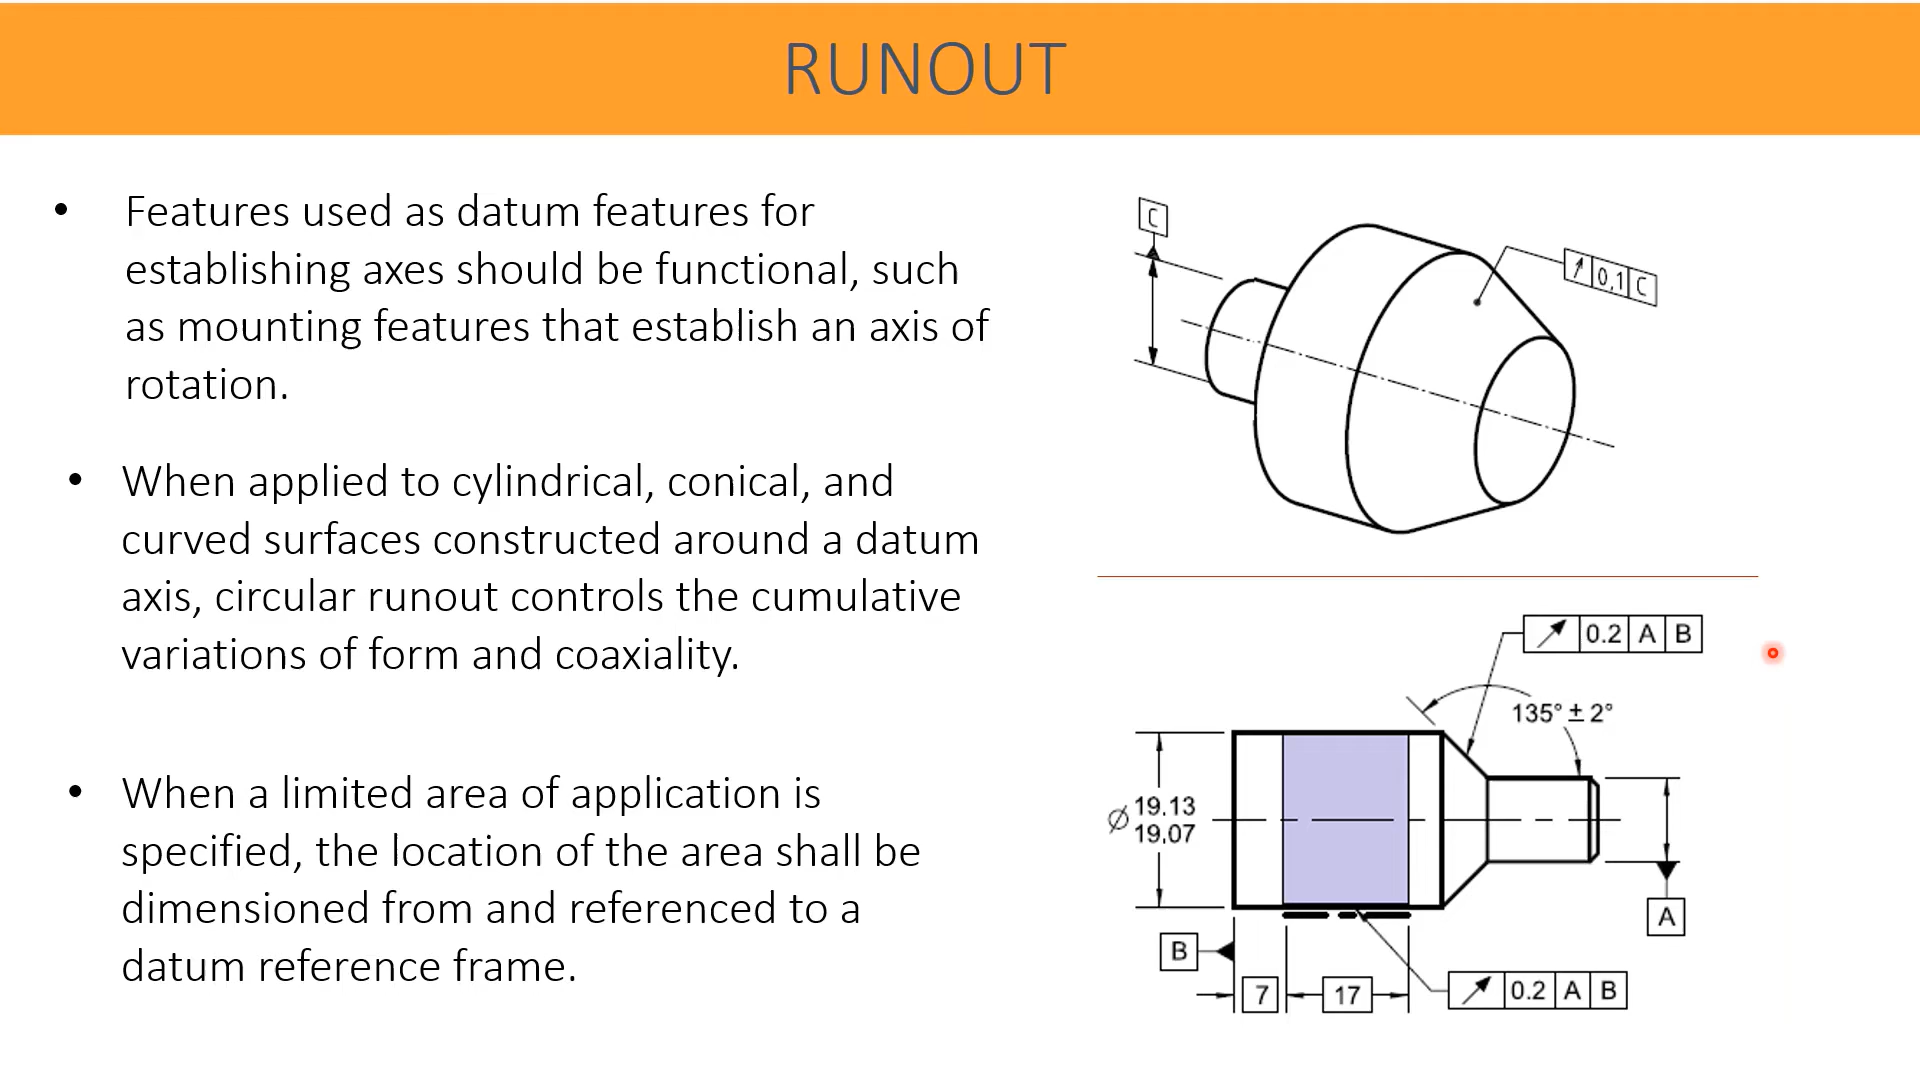 RUNOUT
• Features used as datum features for
establishing axes should be functional, such
as mounting features that establish an axis of
rotation.
• When applied to cylindrical, conical, and
curved surfaces constructed around a datum
axis, circular runout controls the cumulative
variations of form and coaxiality.
• When a limited area of application is
specified, the location of the area shall be
dimensioned from and referenced to a
datum reference frame.
C
↗ 0,1 C
↗ 0.2 A B
135° ± 2°
⌀ 19.13
19.07
A
B
7
17
↗ 0.2 A B